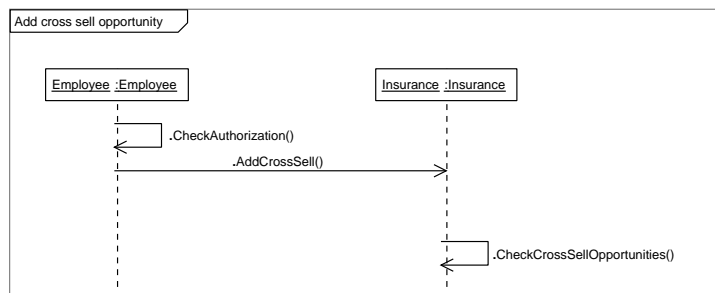 Add cross sell opportunity
Employee :Employee
Insurance :Insurance
.CheckAuthorization()
.AddCrossSell()
.CheckCrossSellOpportunities()